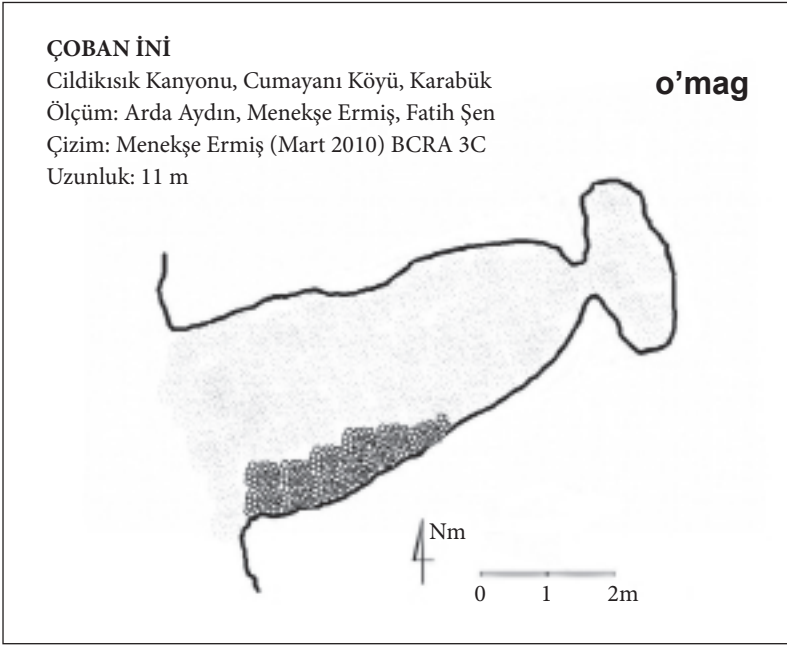 ÇOBAN İNİ
Cildikısık Kanyonu, Cumayanı Köyü, Karabük
o’mag
Ölçüm: Arda Aydın, Menekşe Ermiş, Fatih Şen
Çizim: Menekşe Ermiş (Mart 2010) BCRA 3C
Uzunluk: 11 m
Nm
0 1 2m